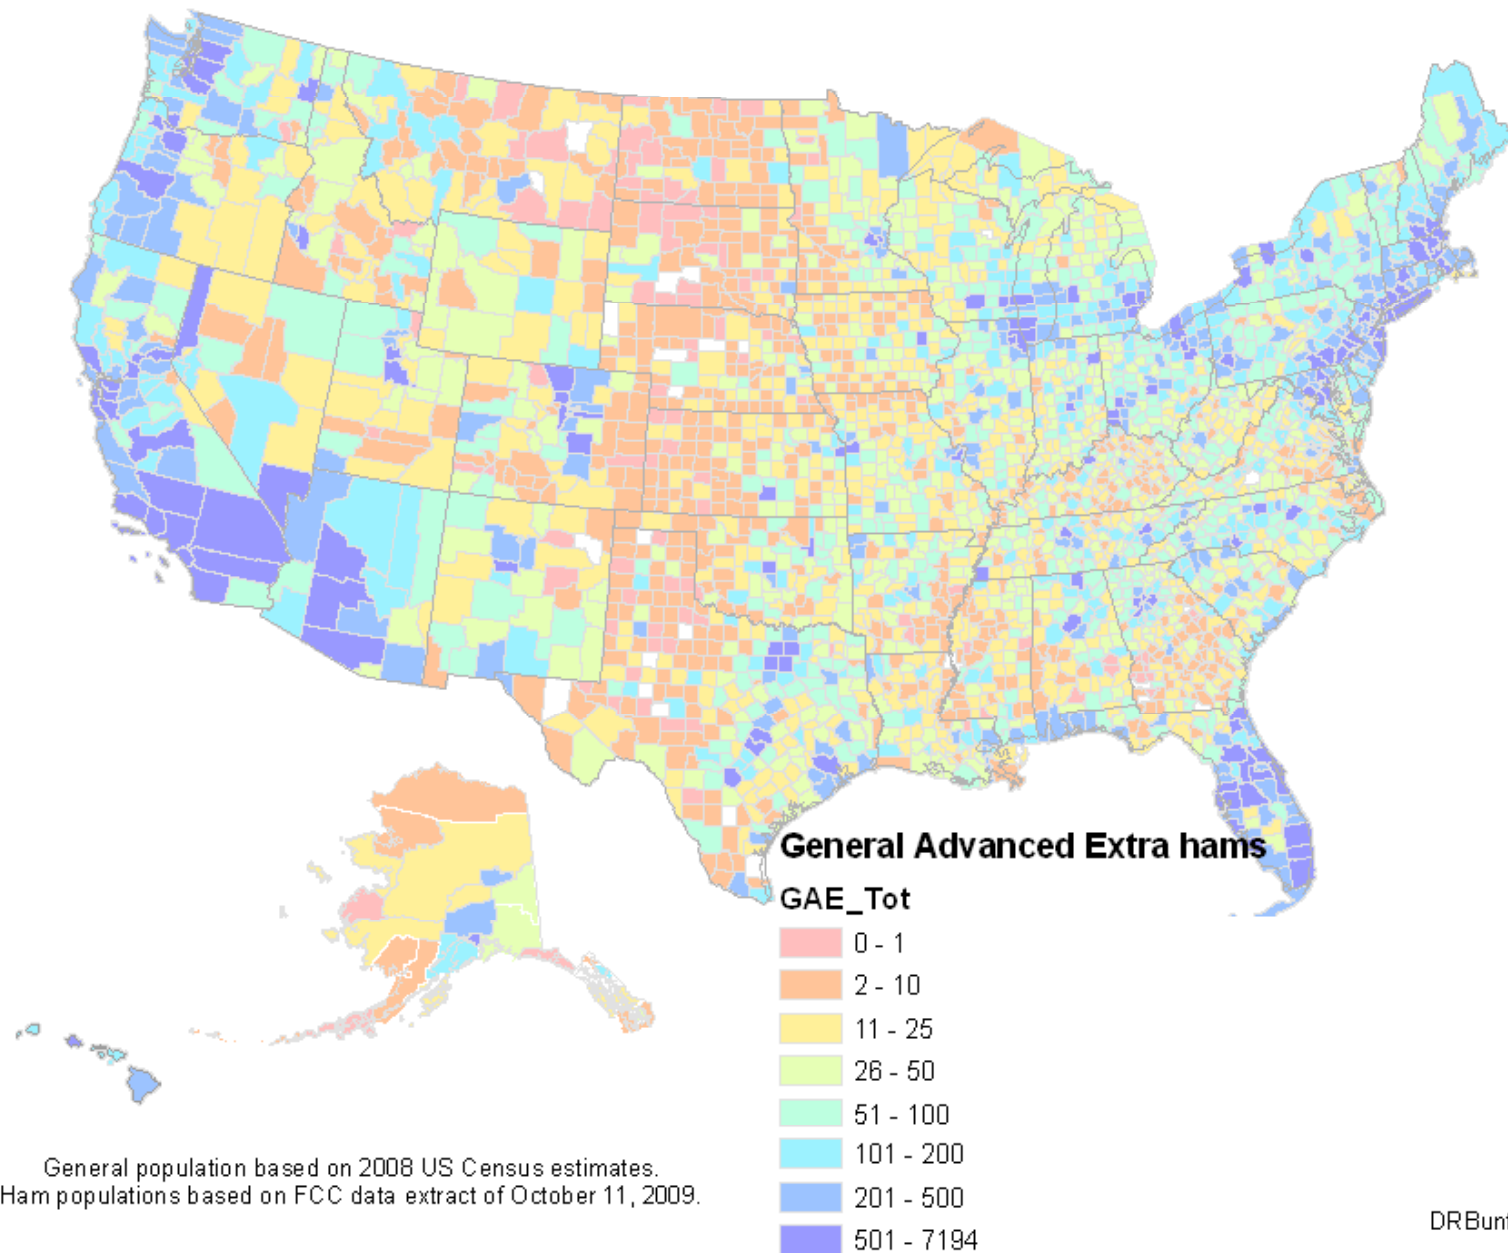 General Advanced Extra hams
GAE_Tot
0 - 1
2 - 10
11 - 25
26 - 50
51 - 100
101 - 200
201 - 500
501 - 7194
General population based on 2008 US Census estimates.
Ham populations based on FCC data extract of October 11, 2009.